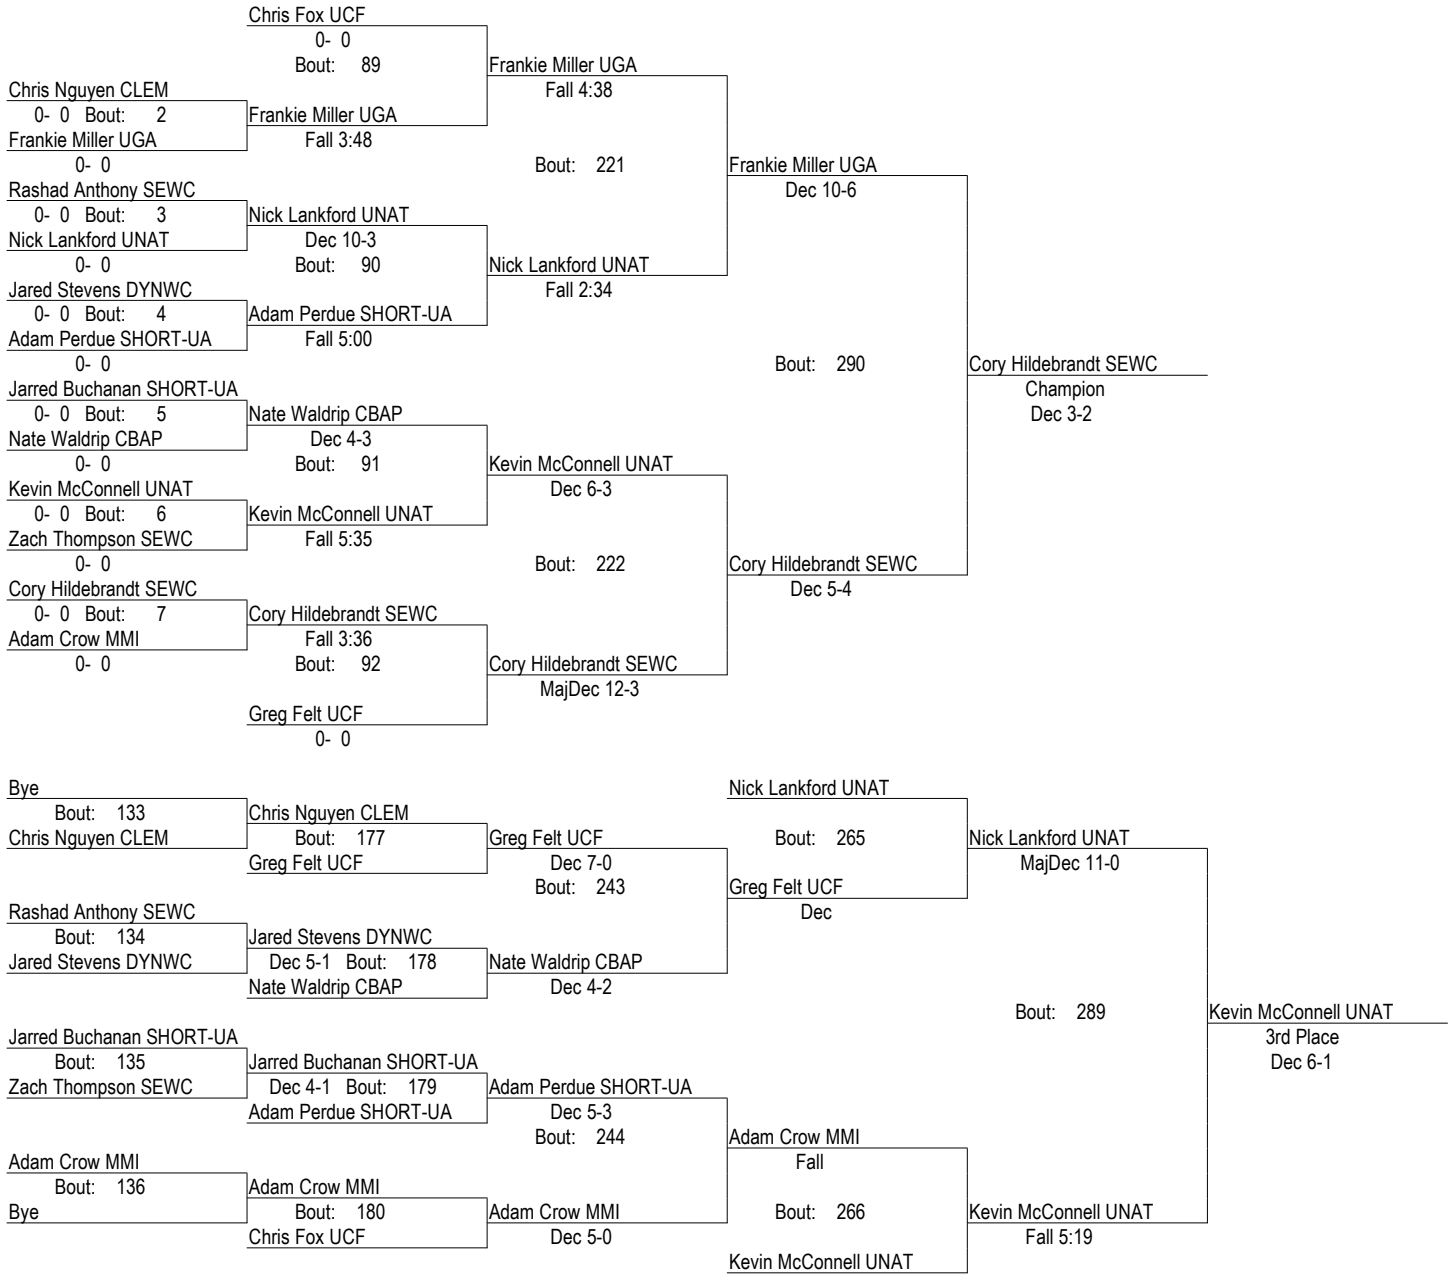 Chris Fox UCF
0- 0
Bout: 89
Frankie Miller UGA
Fall 4:38
Chris Nguyen CLEM
0- 0 Bout: 2
Frankie Miller UGA
Frankie Miller UGA
Fall 3:48
0- 0
Bout: 221
Frankie Miller UGA
Dec 10-6
Rashad Anthony SEWC
0- 0 Bout: 3
Nick Lankford UNAT
Nick Lankford UNAT
Dec 10-3
0- 0
Bout: 90
Nick Lankford UNAT
Fall 2:34
Jared Stevens DYNWC
0- 0 Bout: 4
Adam Perdue SHORT-UA
Adam Perdue SHORT-UA
Fall 5:00
0- 0
Bout: 290
Cory Hildebrandt SEWC
Champion
Dec 3-2
Jarred Buchanan SHORT-UA
0- 0 Bout: 5
Nate Waldrip CBAP
Nate Waldrip CBAP
Dec 4-3
0- 0
Bout: 91
Kevin McConnell UNAT
Dec 6-3
Kevin McConnell UNAT
0- 0 Bout: 6
Kevin McConnell UNAT
Zach Thompson SEWC
Fall 5:35
0- 0
Bout: 222
Cory Hildebrandt SEWC
Dec 5-4
Cory Hildebrandt SEWC
0- 0 Bout: 7
Cory Hildebrandt SEWC
Adam Crow MMI
Fall 3:36
0- 0
Bout: 92
Cory Hildebrandt SEWC
MajDec 12-3
Greg Felt UCF
0- 0
Bye
Bout: 133
Chris Nguyen CLEM
Chris Nguyen CLEM
Bout: 177
Greg Felt UCF
Greg Felt UCF
Dec 7-0
Bout: 243
Nick Lankford UNAT
Bout: 265
Greg Felt UCF
Dec
Nick Lankford UNAT
MajDec 11-0
Rashad Anthony SEWC
Bout: 134
Jared Stevens DYNWC
Jared Stevens DYNWC
Dec 5-1 Bout: 178
Nate Waldrip CBAP
Nate Waldrip CBAP
Dec 4-2
Bout: 289
Kevin McConnell UNAT
3rd Place
Dec 6-1
Jarred Buchanan SHORT-UA
Bout: 135
Zach Thompson SEWC
Jarred Buchanan SHORT-UA
Dec 4-1 Bout: 179
Adam Perdue SHORT-UA
Adam Perdue SHORT-UA
Dec 5-3
Bout: 244
Adam Crow MMI
Fall
Adam Crow MMI
Bout: 136
Bye
Adam Crow MMI
Bout: 180
Chris Fox UCF
Adam Crow MMI
Dec 5-0
Bout: 266
Kevin McConnell UNAT
Kevin McConnell UNAT
Fall 5:19